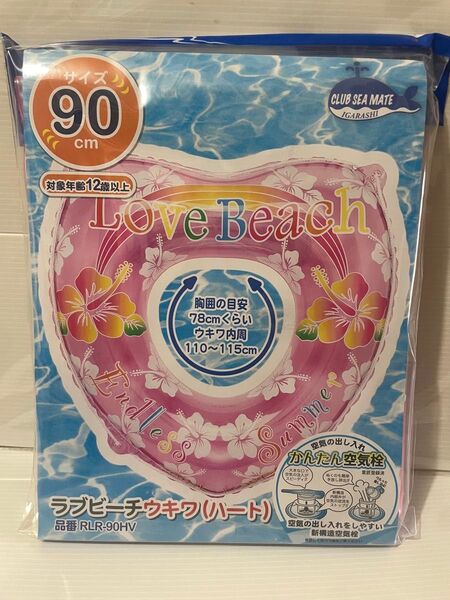 サイズ
90
cm
対象年齢12歳以上
CLUB SEA MATE
IGARASHI
Love Beach
胸囲の目安
78cmくらい
ウキワ内周
110〜115cm
Endless Summer
空気の出し入れ
かんたん空気栓
空気の出し入れをしやすい
新構造空気栓
ラブビーチウキワ(ハート)
品番 RLR-90HV